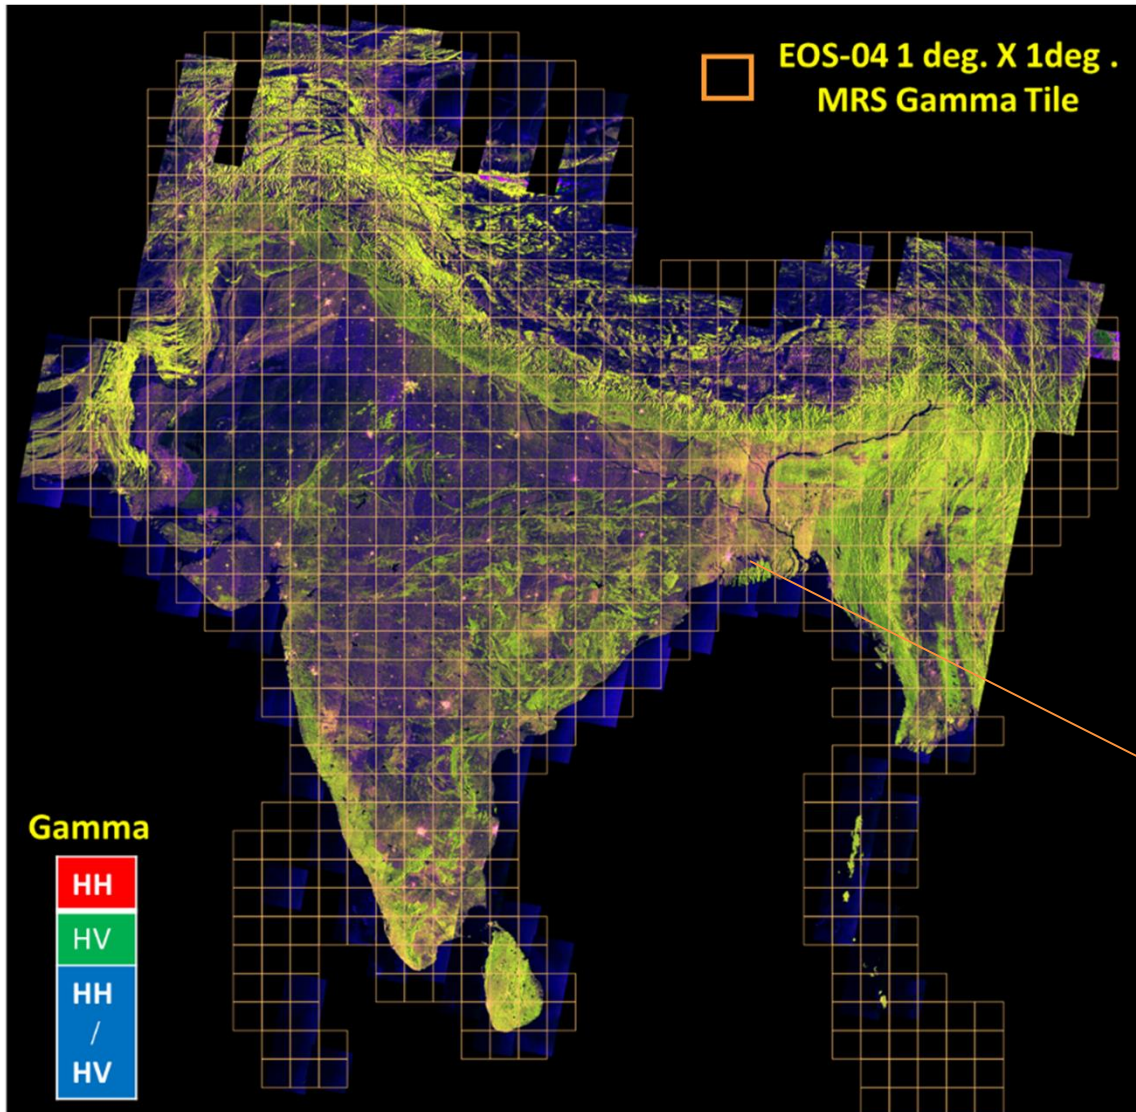 EOS-04 1 deg. X 1deg .
MRS Gamma Tile
Gamma
HH
HV
HH
/
HV